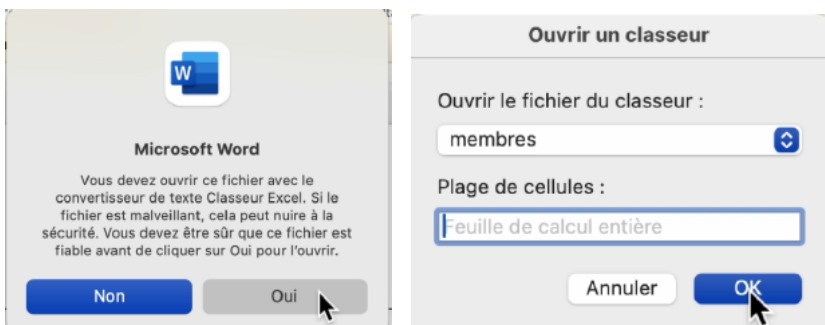 W
Microsoft Word
Vous devez ouvrir ce fichier avec le
convertisseur de texte Classeur Excel. Si le
fichier est malveillant, cela peut nuire à la
sécurité. Vous devez être sûr que ce fichier est
fiable avant de cliquer sur Oui pour l'ouvrir.
Non
Oui
Ouvrir un classeur
Ouvrir le fichier du classeur :
membres
Plage de cellules :
Feuille de calcul entière
Annuler
OK